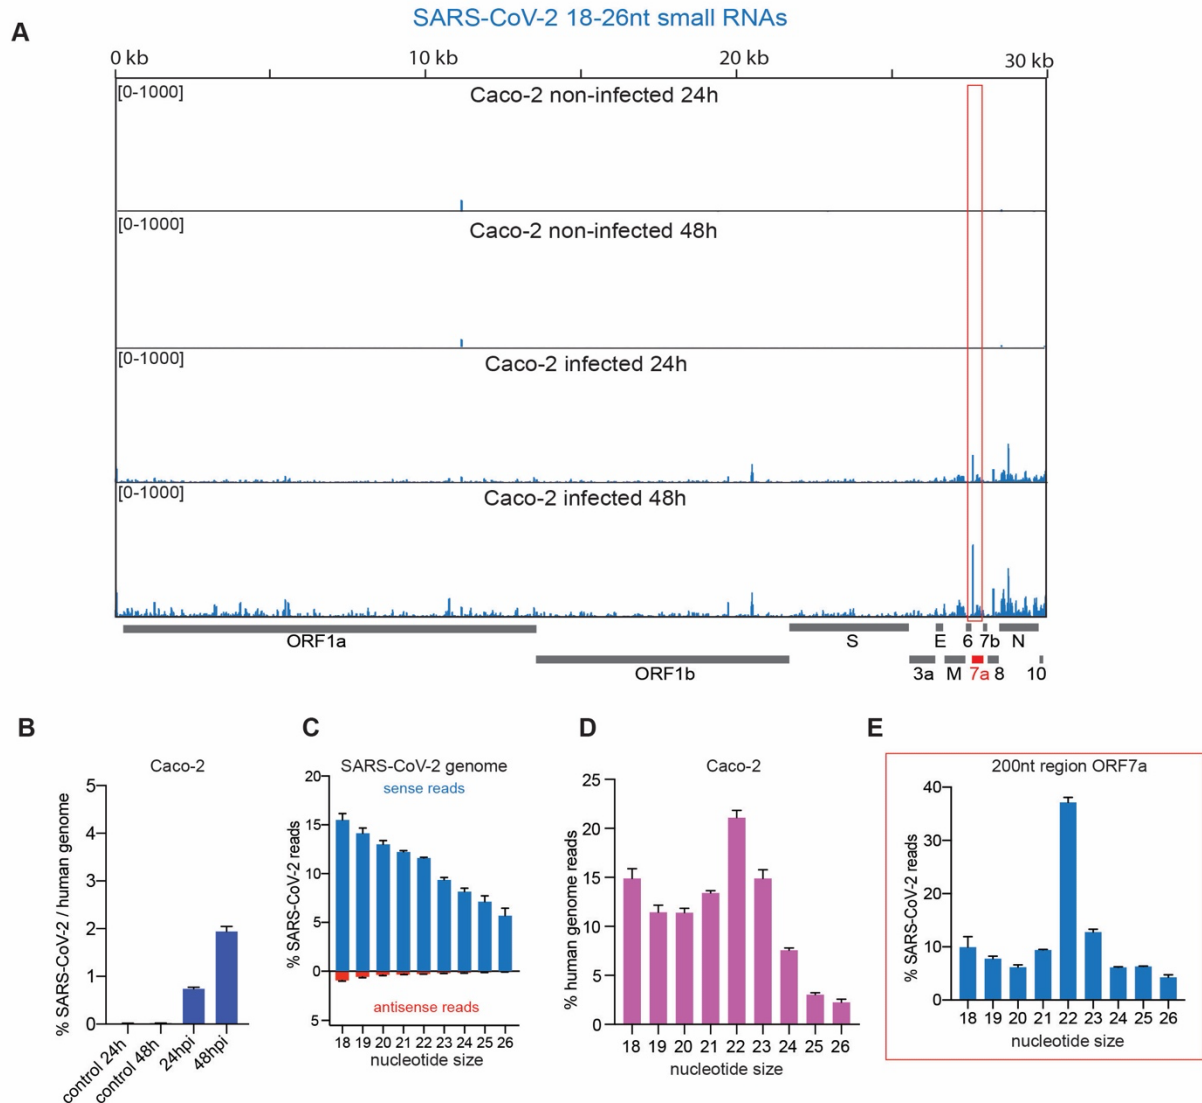 SARS-CoV-2 18-26nt small RNAs
A
0 kb 10 kb 20 kb 30 kb
[0-1000] Caco-2 non-infected 24h
[0-1000] Caco-2 non-infected 48h
[0-1000] Caco-2 infected 24h
[0-1000] Caco-2 infected 48h
ORF1a S E 6 7b N
ORF1b 3a M 7a 8 10
B
Caco-2
% SARS-CoV-2 / human genome
5
4
3
2
1
0
control 24h
control 48h
24hpi
48hpi
C
SARS-CoV-2 genome
sense reads
% SARS-CoV-2 reads
20
15
10
5
0
5
antisense reads
18 19 20 21 22 23 24 25 26
nucleotide size
D
Caco-2
% human genome reads
25
20
15
10
5
0
18 19 20 21 22 23 24 25 26
nucleotide size
E
200nt region ORF7a
% SARS-CoV-2 reads
40
30
20
10
0
18 19 20 21 22 23 24 25 26
nucleotide size